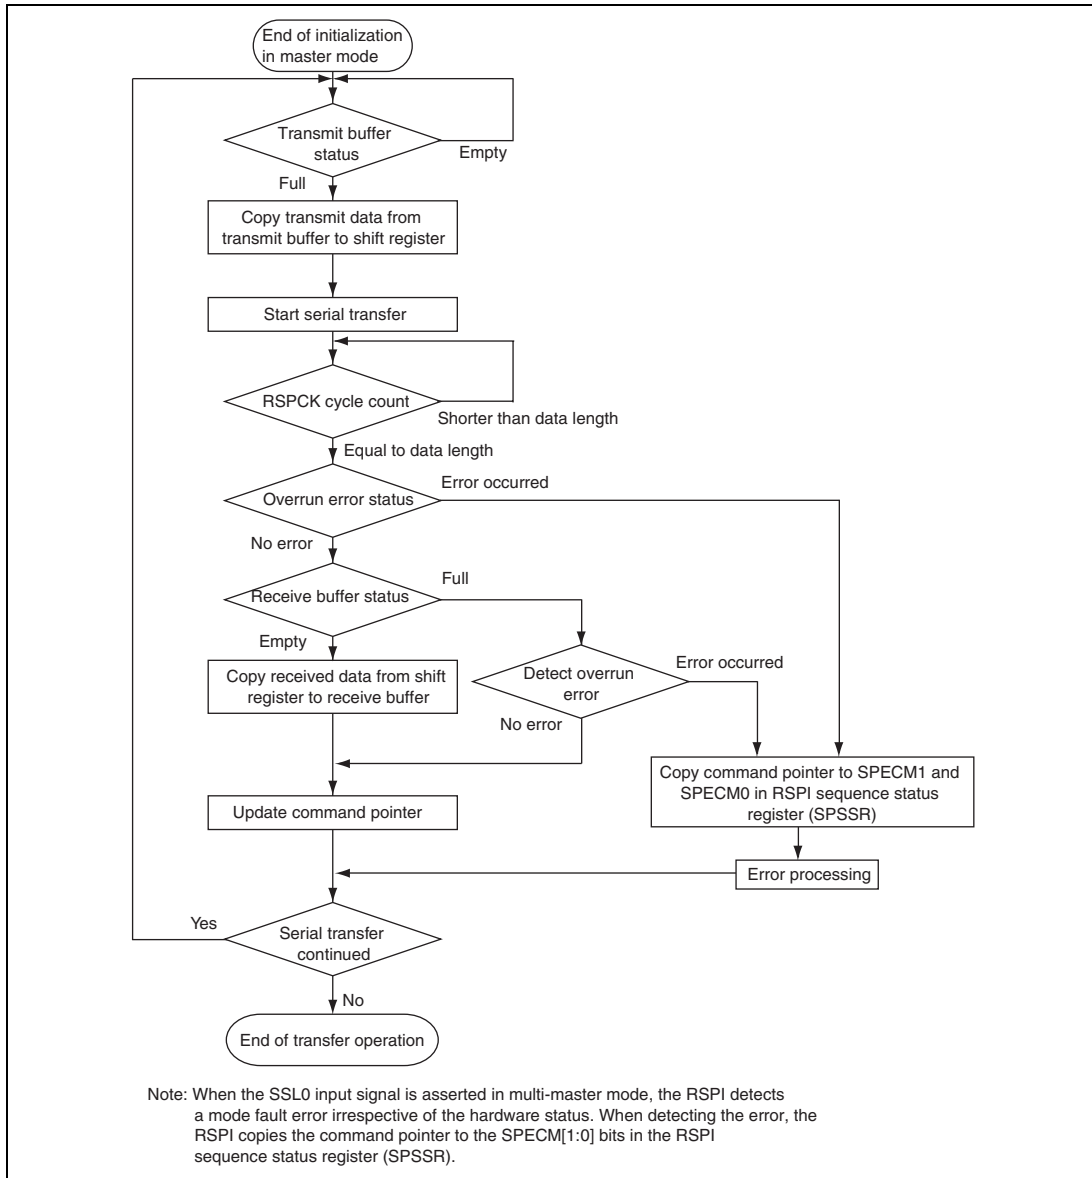 End of initialization
in master mode
Transmit buffer
status
Empty
Full
Copy transmit data from
transmit buffer to shift register
Start serial transfer
RSPCK cycle count
Shorter than data length
Equal to data length
Overrun error status
Error occurred
No error
Receive buffer status
Full
Empty
Copy received data from shift
register to receive buffer
Detect overrun
error
Error occurred
No error
Copy command pointer to SPECM1 and
SPECM0 in RSPI sequence status
register (SPSSR)
Update command pointer
Error processing
Yes
Serial transfer
continued
No
End of transfer operation
Note: When the SSL0 input signal is asserted in multi-master mode, the RSPI detects
a mode fault error irrespective of the hardware status. When detecting the error, the
RSPI copies the command pointer to the SPECM[1:0] bits in the RSPI
sequence status register (SPSSR).